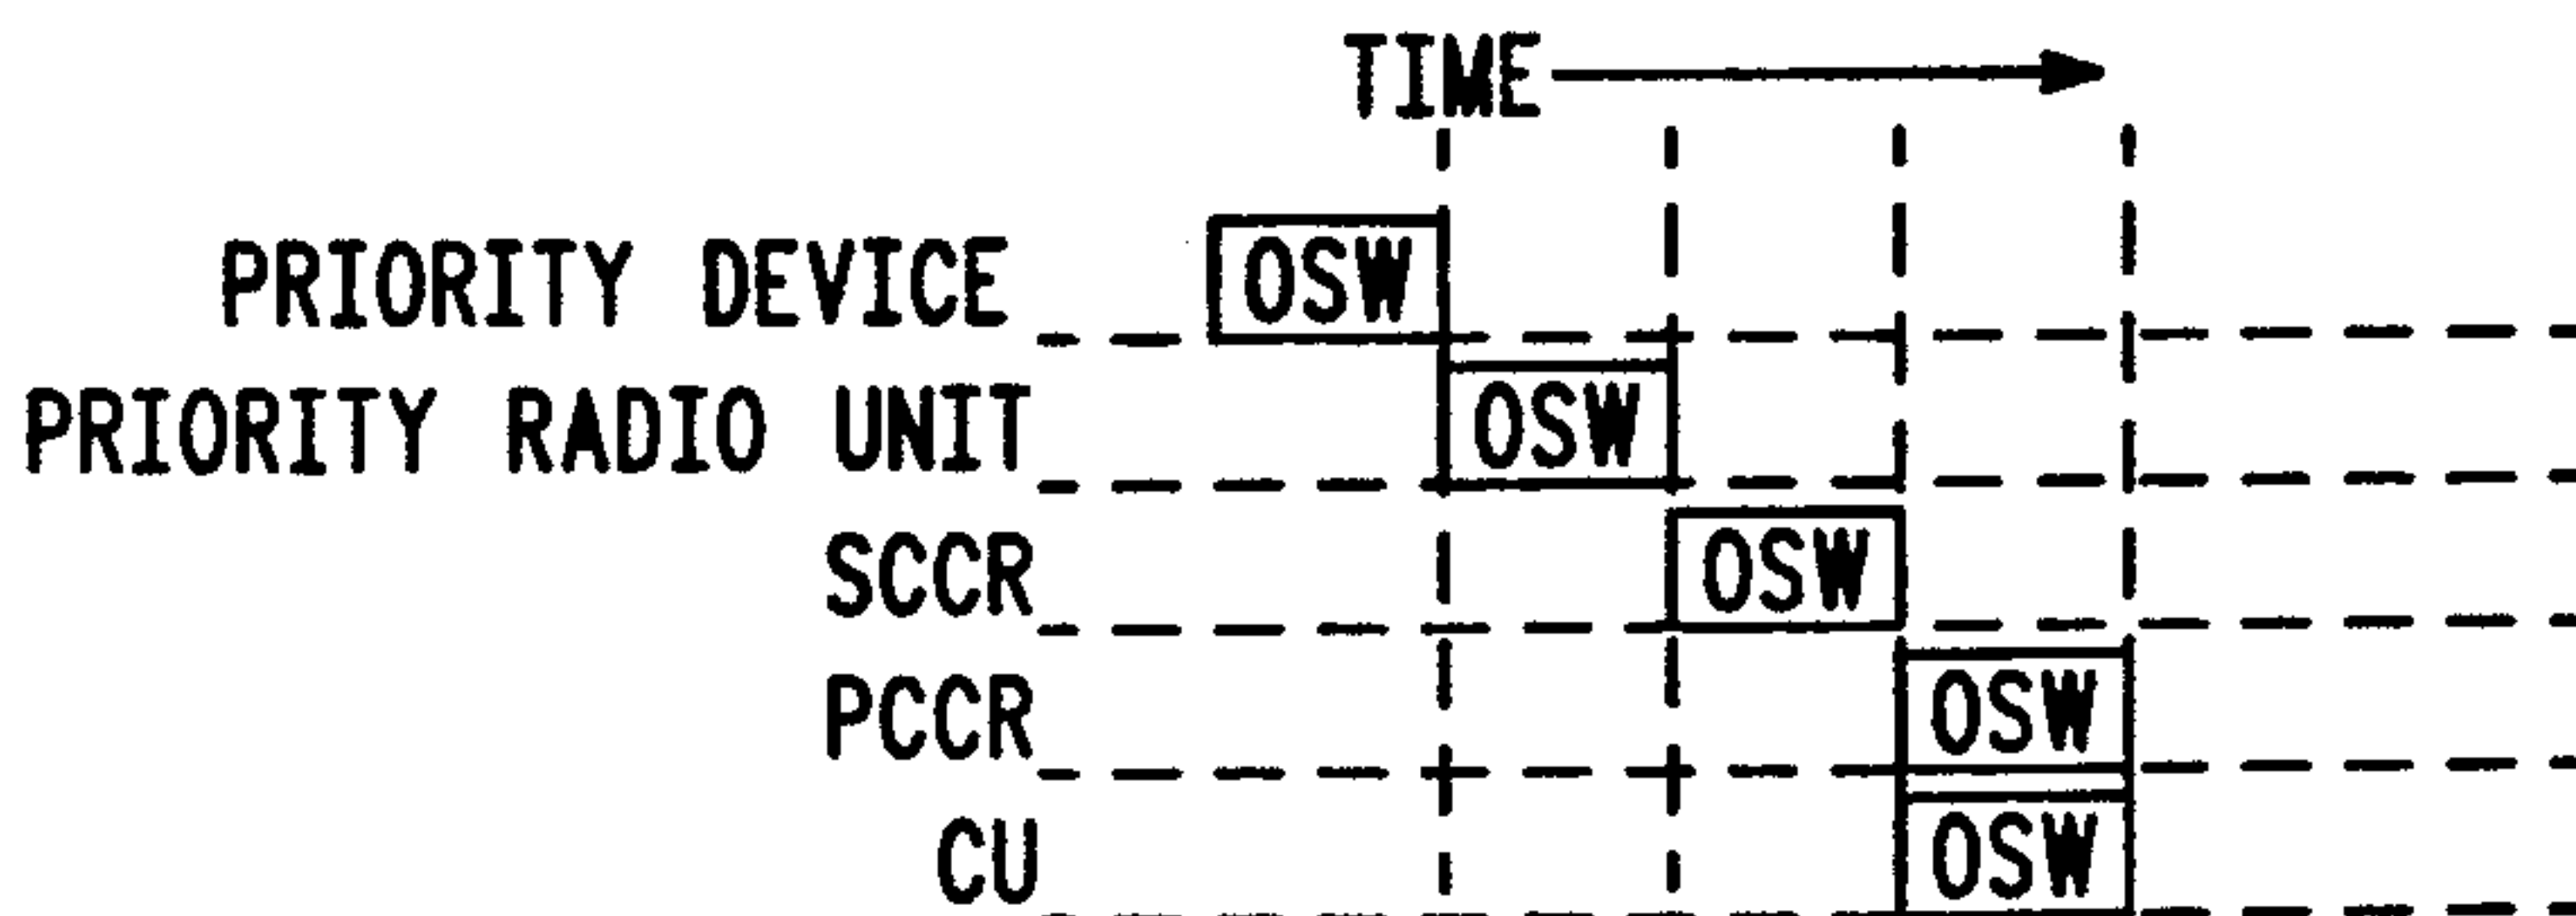 TIME
PRIORITY DEVICE OSW
PRIORITY RADIO UNIT OSW
SCCR OSW
PCCR OSW
CU OSW